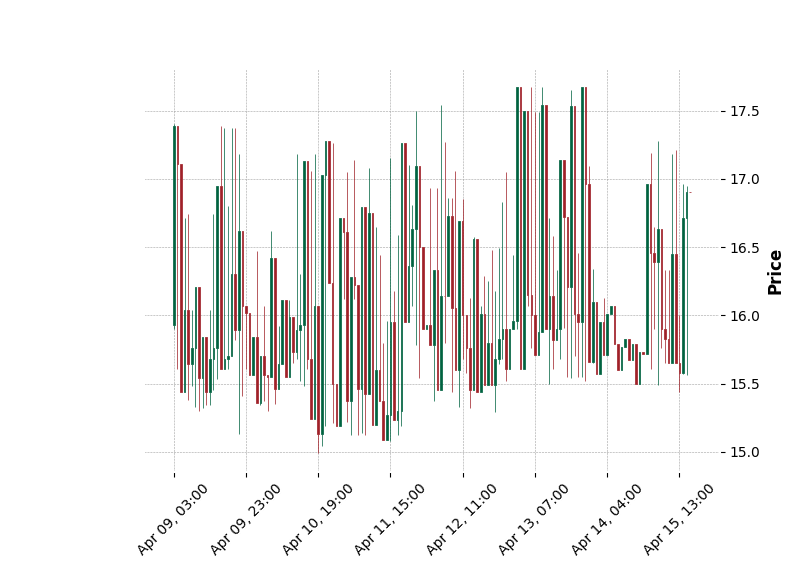 17.5
17.0
16.5
16.0
15.5
15.0
Price
Apr 09, 03:00
Apr 09, 23:00
Apr 10, 19:00
Apr 11, 15:00
Apr 12, 11:00
Apr 13, 07:00
Apr 14, 04:00
Apr 15, 13:00